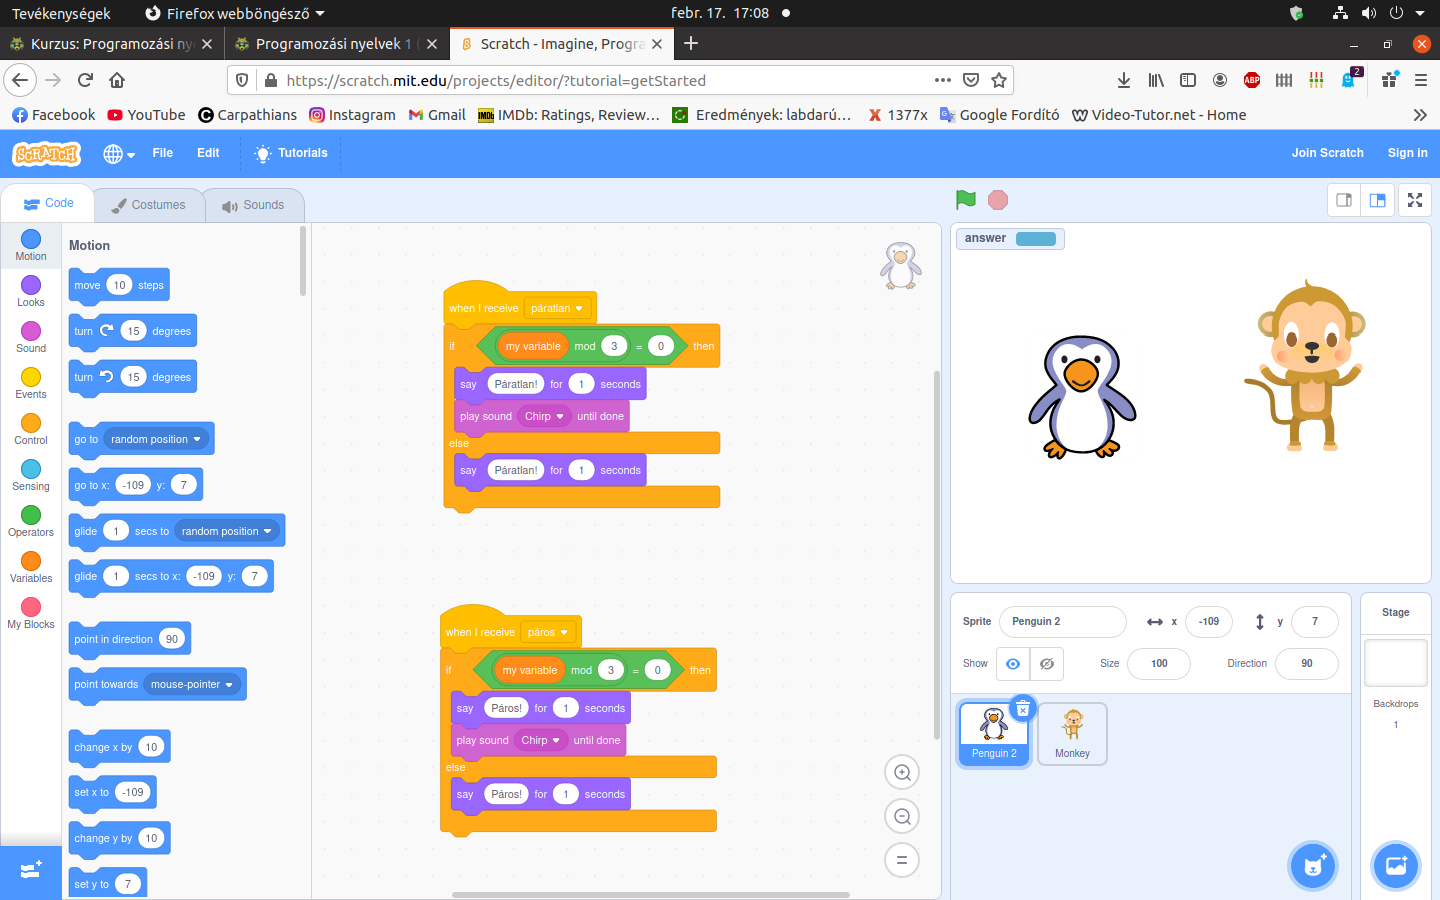 Tevékenységek
Firefox webböngésző
febr. 17. 17:08
Kurzus: Programozási ny
Programozási nyelvek 1
Scratch - Imagine, Progra
https://scratch.mit.edu/projects/editor/?tutorial=getStarted
ABP
2
Facebook
YouTube
Carpathians
Instagram
Gmail
IMDb
IMDb: Ratings, Review…
Eredmények: labdarú…
1377x
Google Fordító
Video-Tutor.net - Home
SCRATCH
File
Edit
Tutorials
Join Scratch
Sign in
Code
Costumes
Sounds
Motion
Looks
Sound
Events
Control
Sensing
Operators
Variables
My Blocks
Motion
move 10 steps
turn 15 degrees
turn 15 degrees
go to random position
go to x: -109 y: 7
glide 1 secs to random position
glide 1 secs to x: -109 y: 7
point in direction 90
point towards mouse-pointer
change x by 10
set x to -109
change y by 10
set y to 7
when I receive páratlan
if my variable mod 3 = 0 then
say Páratlan! for 1 seconds
play sound Chirp until done
else
say Páratlan! for 1 seconds
when I receive páros
if my variable mod 3 = 0 then
say Páros! for 1 seconds
play sound Chirp until done
else
say Páros! for 1 seconds
answer
Sprite Penguin 2 x -109 y 7
Show Size 100 Direction 90
Penguin 2
Monkey
Stage
Backdrops
1